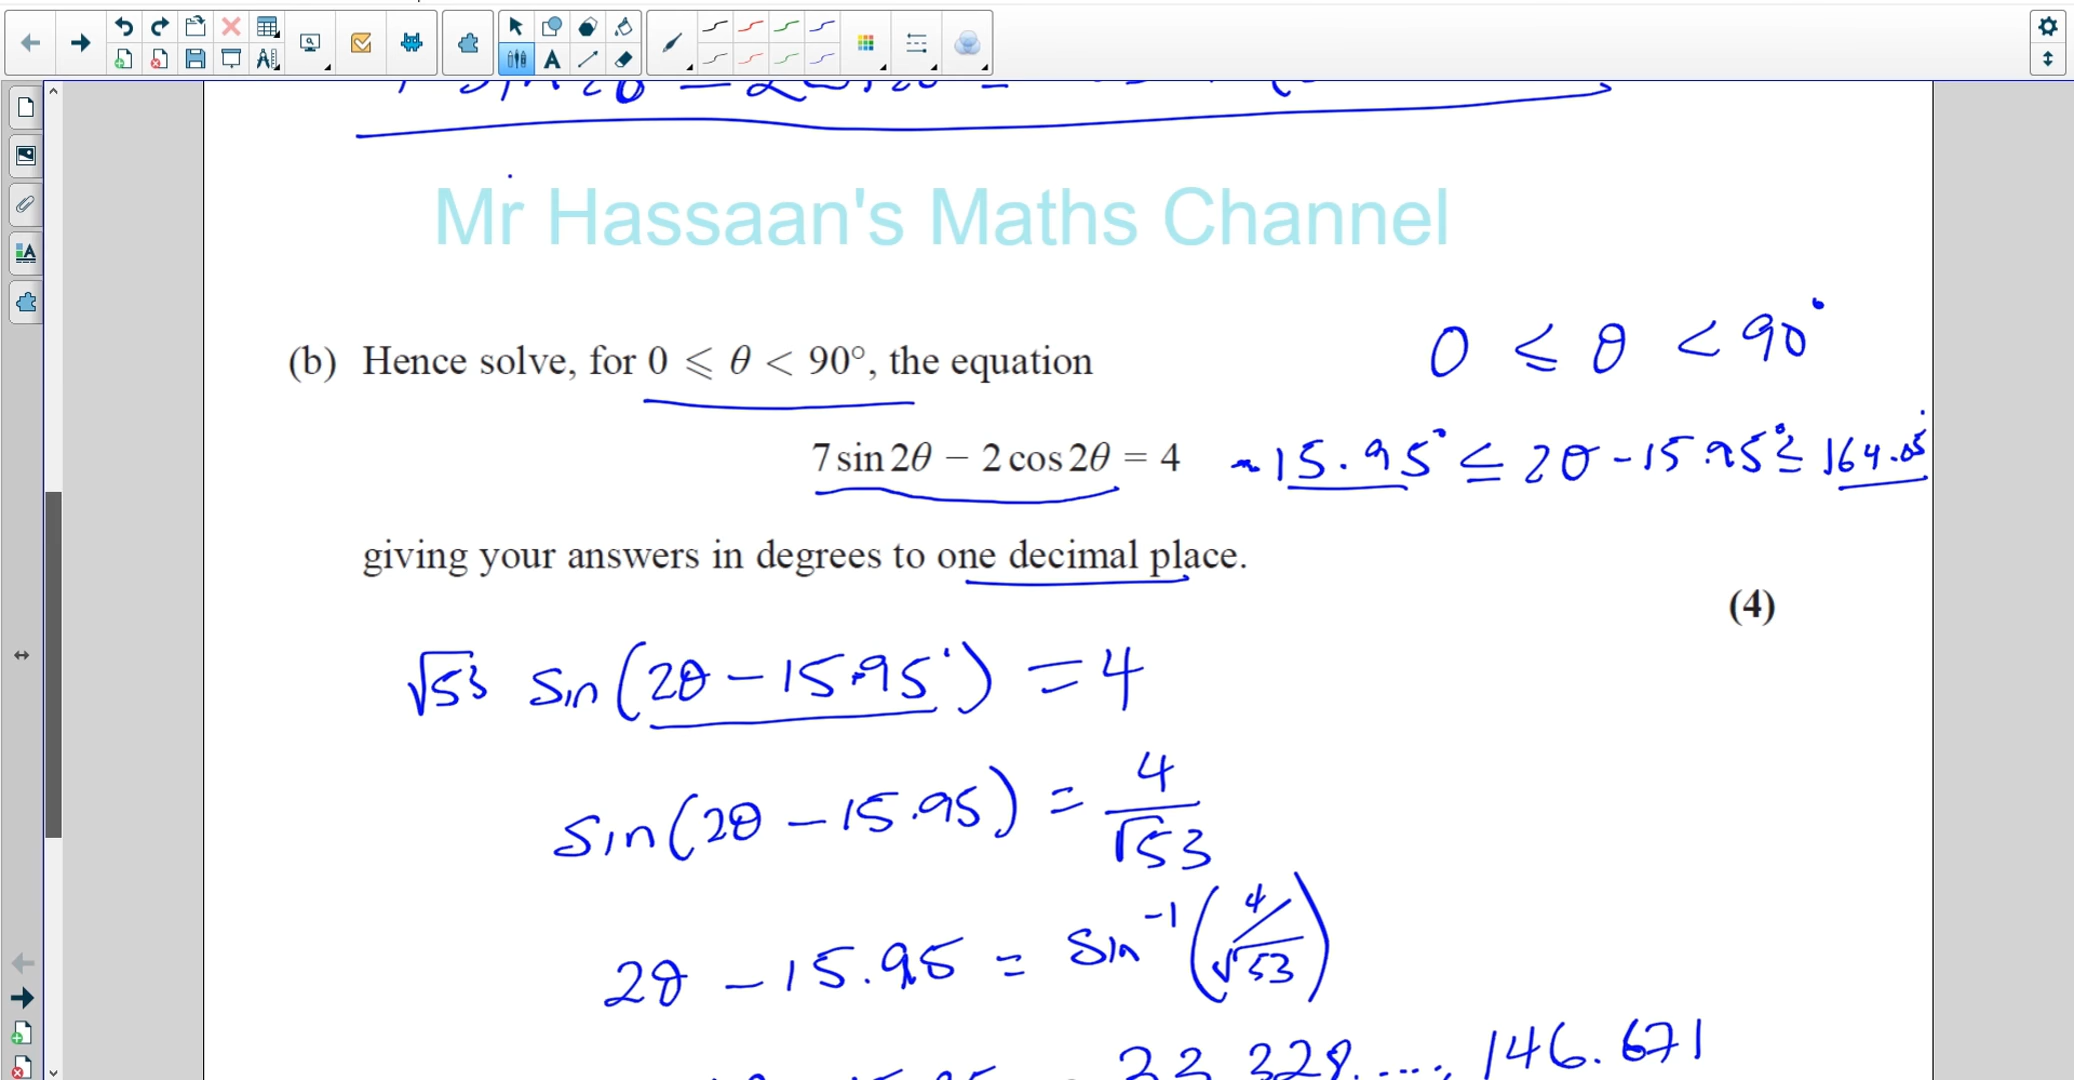 Mr Hassaan's Maths Channel
0 ≤ θ < 90°
(b) Hence solve, for 0 ⩽ θ < 90°, the equation
7 sin 2θ − 2 cos 2θ = 4
-15.95° ≤ 2θ - 15.95° ≤ 164.05°
giving your answers in degrees to one decimal place.
(4)
√53 sin(2θ - 15.95°) = 4
sin(2θ - 15.95) = 4/√53
2θ - 15.95 = sin⁻¹(4/√53)
33.328...., 146.671